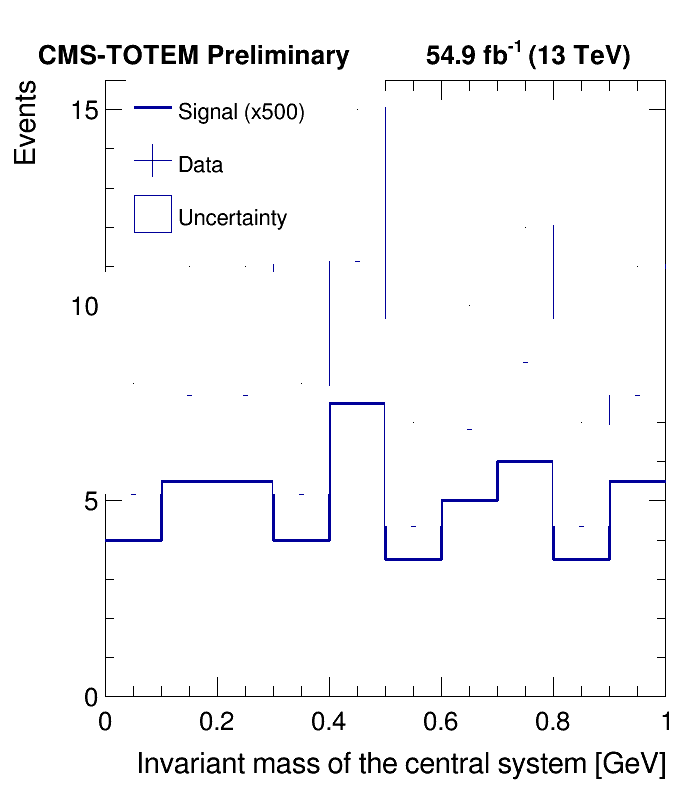 CMS-TOTEM Preliminary 54.9 fb⁻¹ (13 TeV)
Events
15
10
5
0
Signal (x500)
Data
Uncertainty
0 0.2 0.4 0.6 0.8 1
Invariant mass of the central system [GeV]